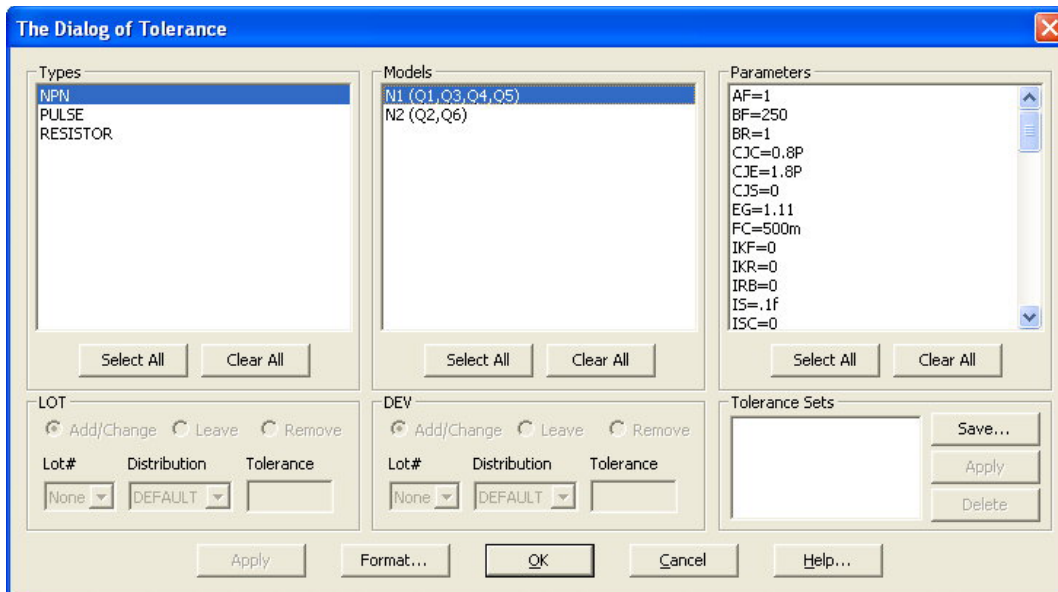 The Dialog of Tolerance
Types
NPN
PULSE
RESISTOR
Select All
Clear All
Models
N1 (Q1,Q3,Q4,Q5)
N2 (Q2,Q6)
Select All
Clear All
Parameters
AF=1
BF=250
BR=1
CJC=0.8P
CJE=1.8P
CJS=0
EG=1.11
FC=500m
IKF=0
IKR=0
IRB=0
IS=.1f
ISC=0
Select All
Clear All
LOT
Add/Change Leave Remove
Lot# Distribution Tolerance
None DEFAULT
DEV
Add/Change Leave Remove
Lot# Distribution Tolerance
None DEFAULT
Tolerance Sets
Save...
Apply
Delete
Apply
Format...
OK
Cancel
Help...